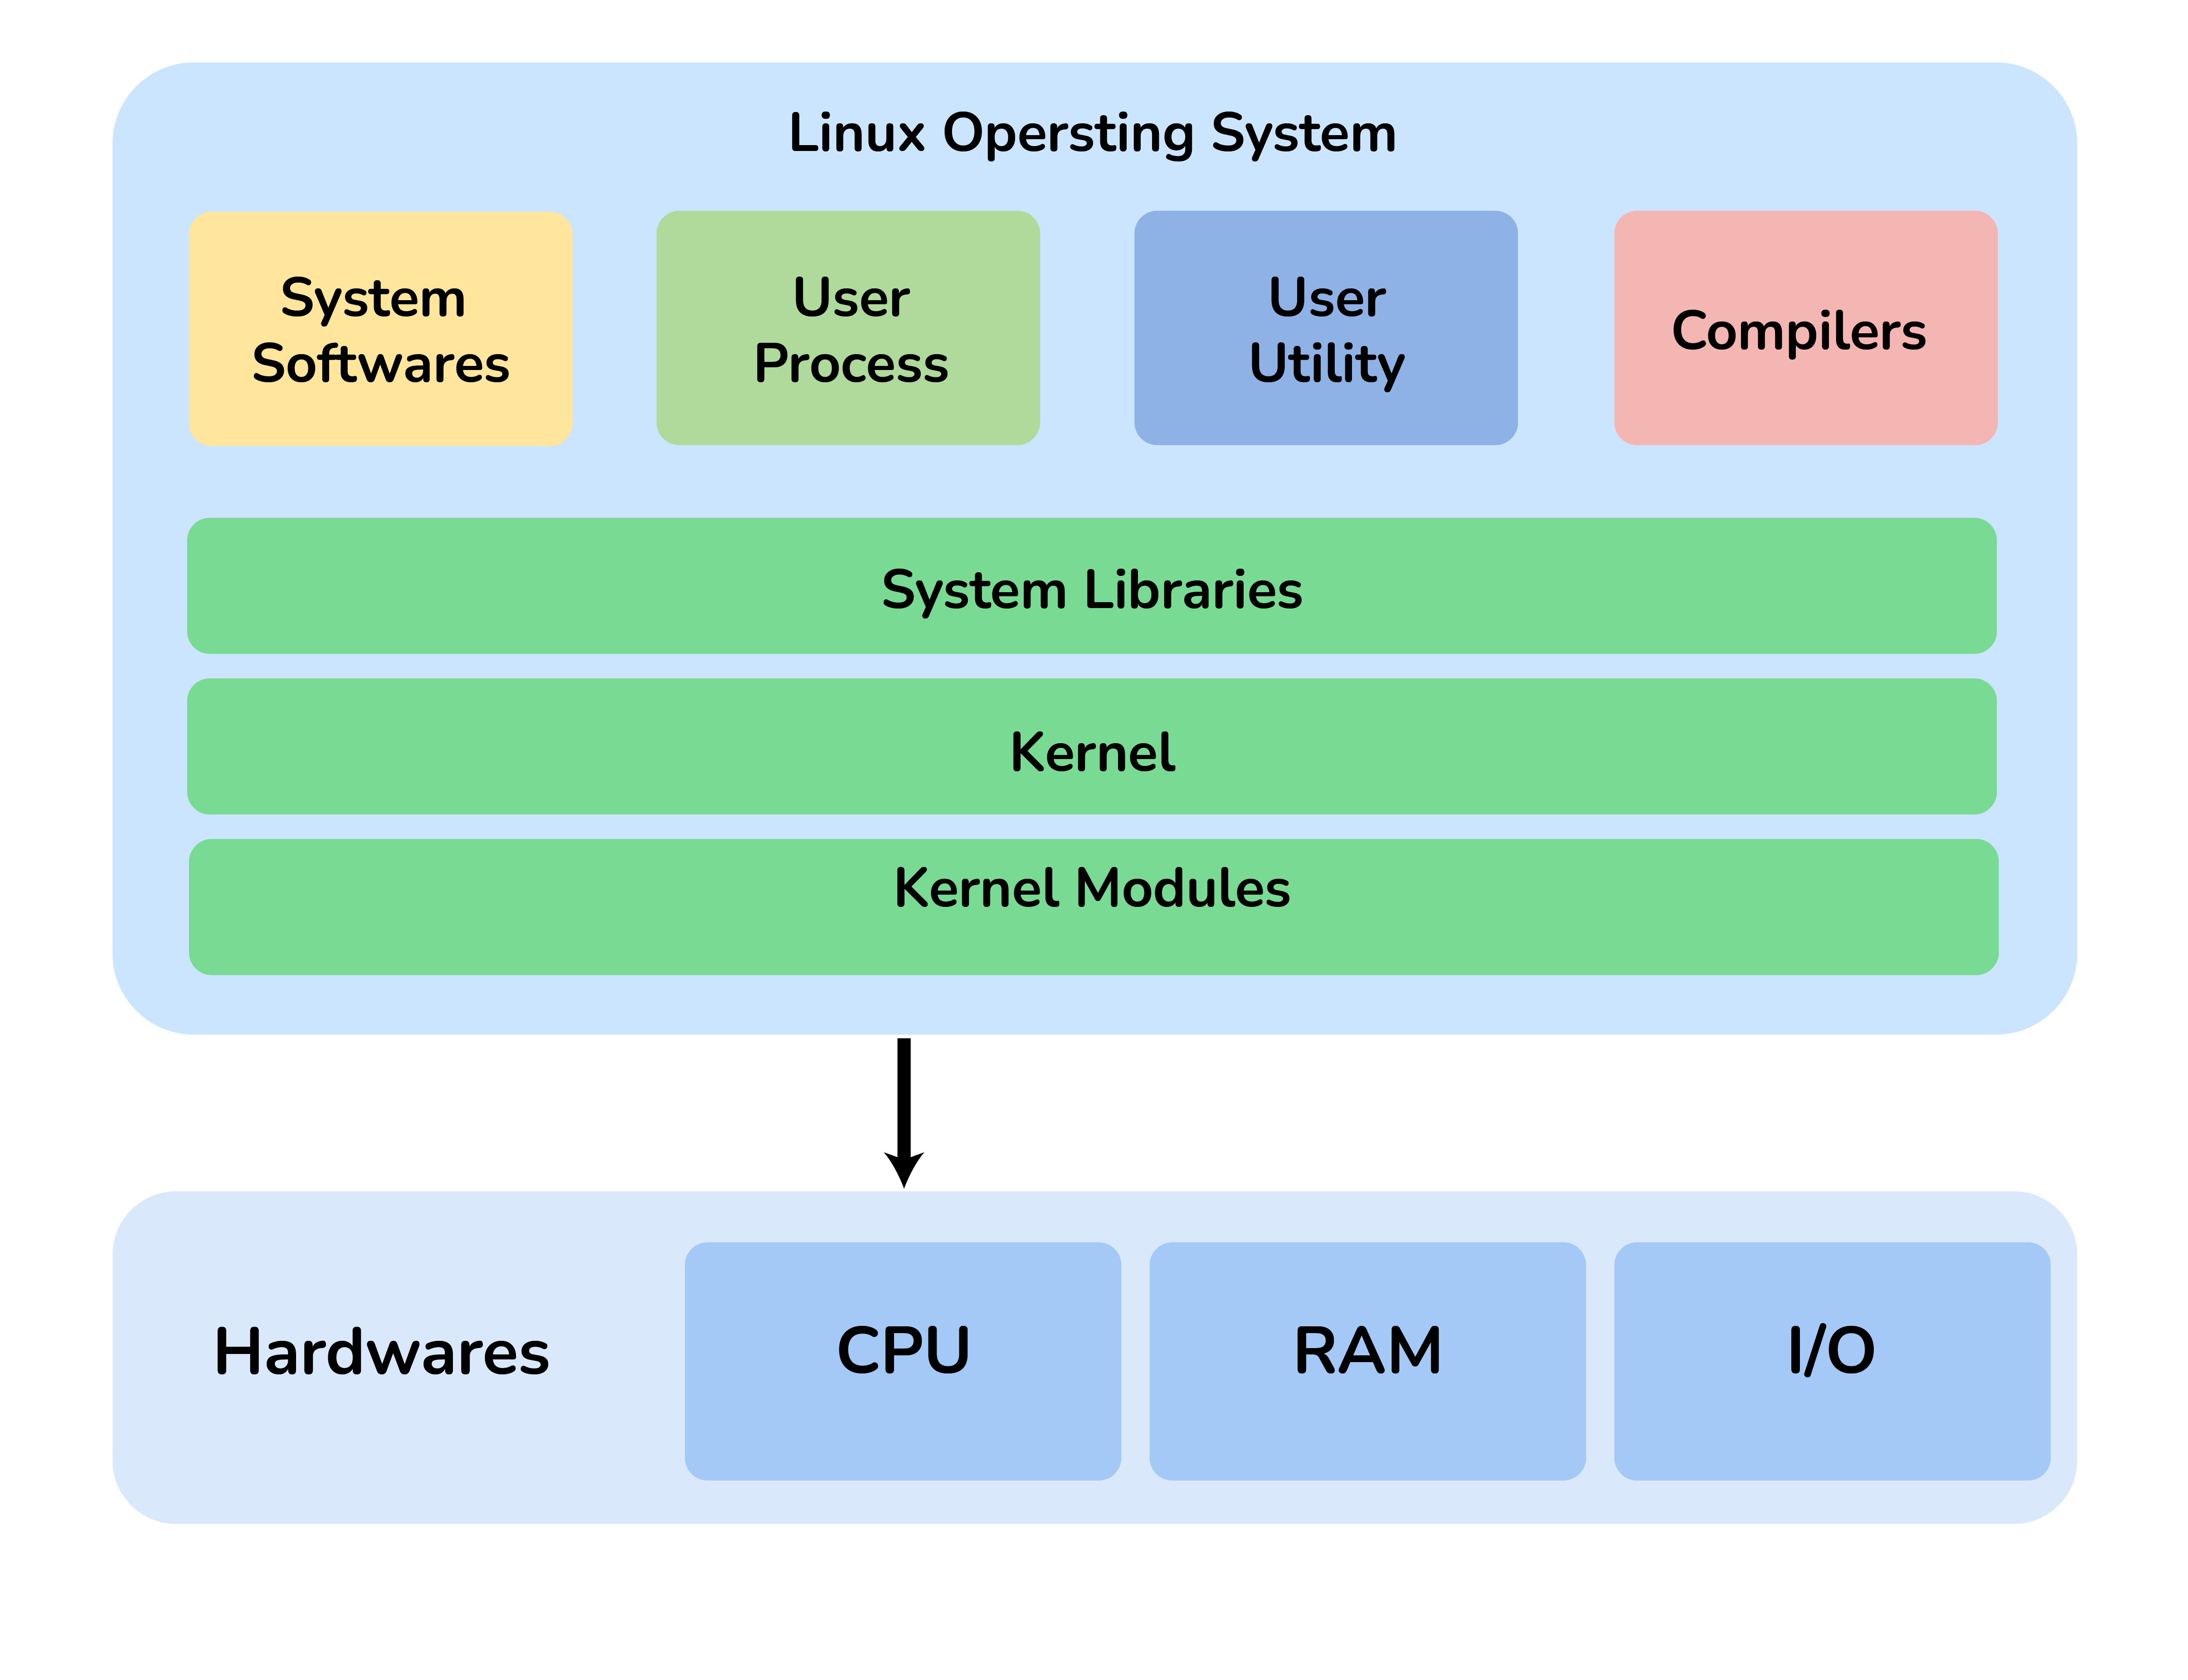 Linux Opersting System
System
Softwares
User
Process
User
Utility
Compilers
System Libraries
Kernel
Kernel Modules
Hardwares
CPU
RAM
I/O